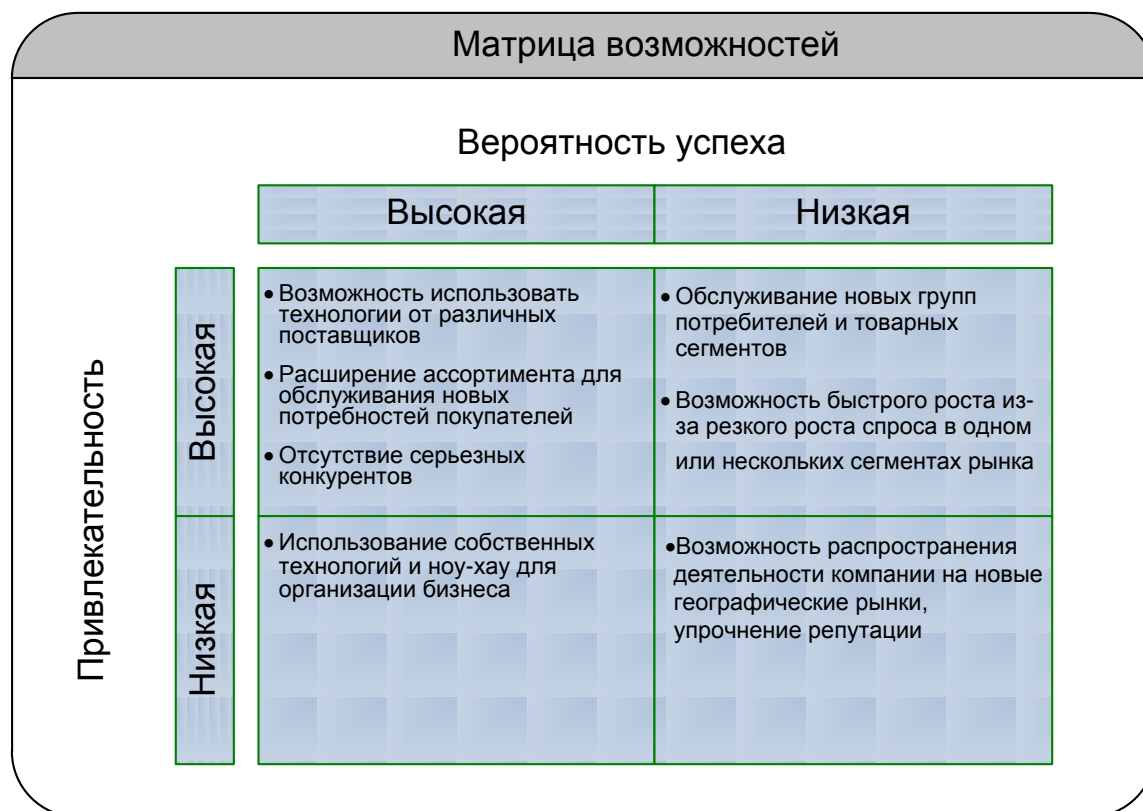 Матрица возможностей
Вероятность успеха
Высокая
Низкая
Привлекательность
Высокая
• Возможность использовать
технологии от различных
поставщиков
• Расширение ассортимента для
обслуживания новых
потребностей покупателей
• Отсутствие серьезных
конкурентов
• Обслуживание новых групп
потребителей и товарных
сегментов
• Возможность быстрого роста из-
за резкого роста спроса в одном
или нескольких сегментах рынка
Низкая
• Использование собственных
технологий и ноу-хау для
организации бизнеса
•Возможность распространения
деятельности компании на новые
географические рынки,
упрочнение репутации